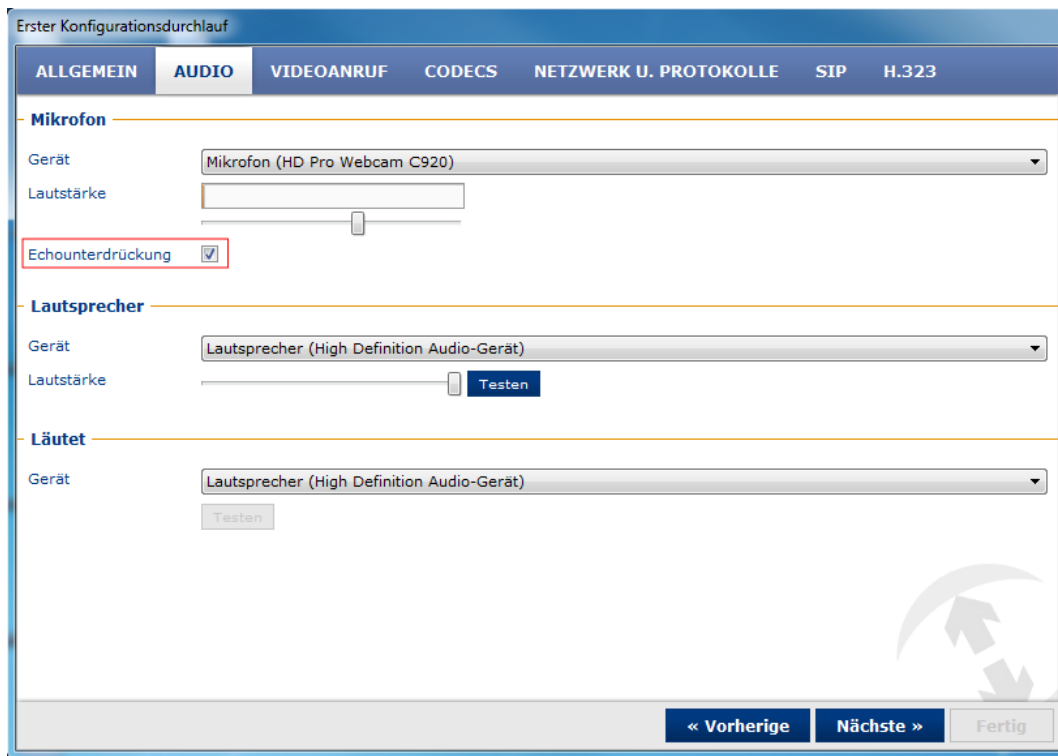 Erster Konfigurationsdurchlauf
ALLGEMEIN AUDIO VIDEOANRUF CODECS NETZWERK U. PROTOKOLLE SIP H.323
Mikrofon
Gerät Mikrofon (HD Pro Webcam C920)
Lautstärke
Echounterdrückung
Lautsprecher
Gerät Lautsprecher (High Definition Audio-Gerät)
Lautstärke Testen
Läutet
Gerät Lautsprecher (High Definition Audio-Gerät)
Testen
« Vorherige Nächste » Fertig